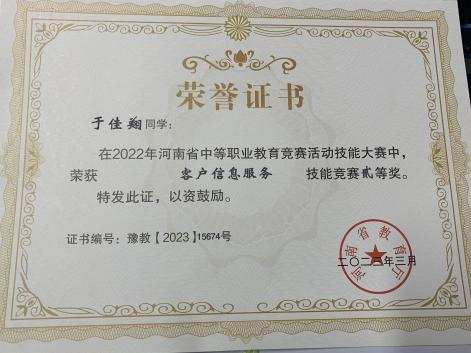 荣誉证书
于佳翔同学：
在2022年河南省中等职业教育竞赛活动技能大赛中，
荣获 客户信息服务 技能竞赛贰等奖。
特发此证，以资鼓励。
证书编号：豫教【2023】15674号
河南省教育厅
二〇二三年三月